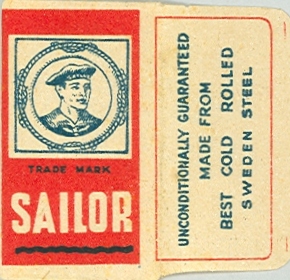 TRADE MARK
SAILOR
UNCONDITIONALLY GUARANTEED
MADE FROM
BEST COLD ROLLED
SWEDEN STEEL